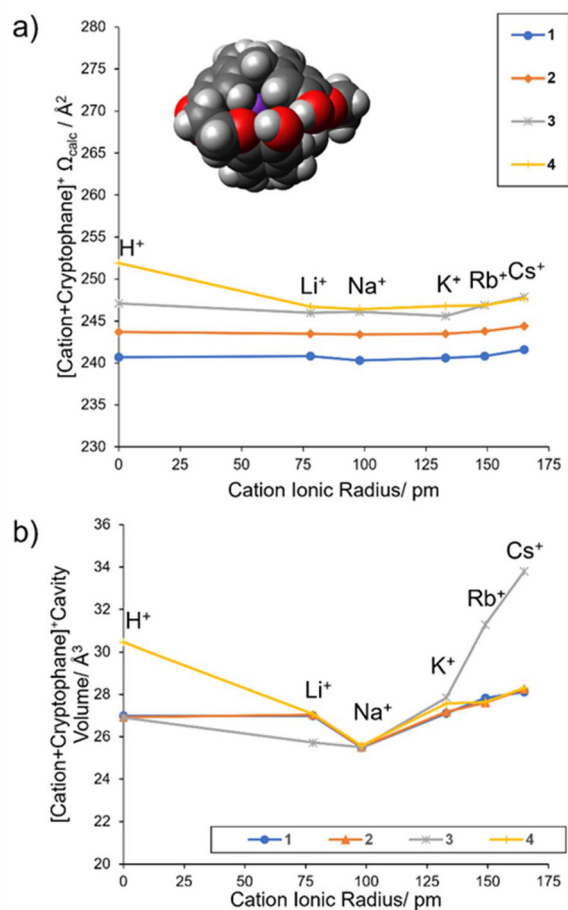 a)
280
275
270
265
260
255
250
245
240
235
230
[Cation+Cryptophane]⁺ Ω_calc / Å²
1
2
3
4
H⁺
Li⁺
Na⁺
K⁺
Rb⁺
Cs⁺
0
25
50
75
100
125
150
175
Cation Ionic Radius/ pm
b)
36
34
32
30
28
26
24
22
20
[Cation+Cryptophane]⁺Cavity
Volume/ Å³
H⁺
Li⁺
Na⁺
K⁺
Rb⁺
Cs⁺
1
2
3
4
0
25
50
75
100
125
150
175
Cation Ionic Radius/ pm